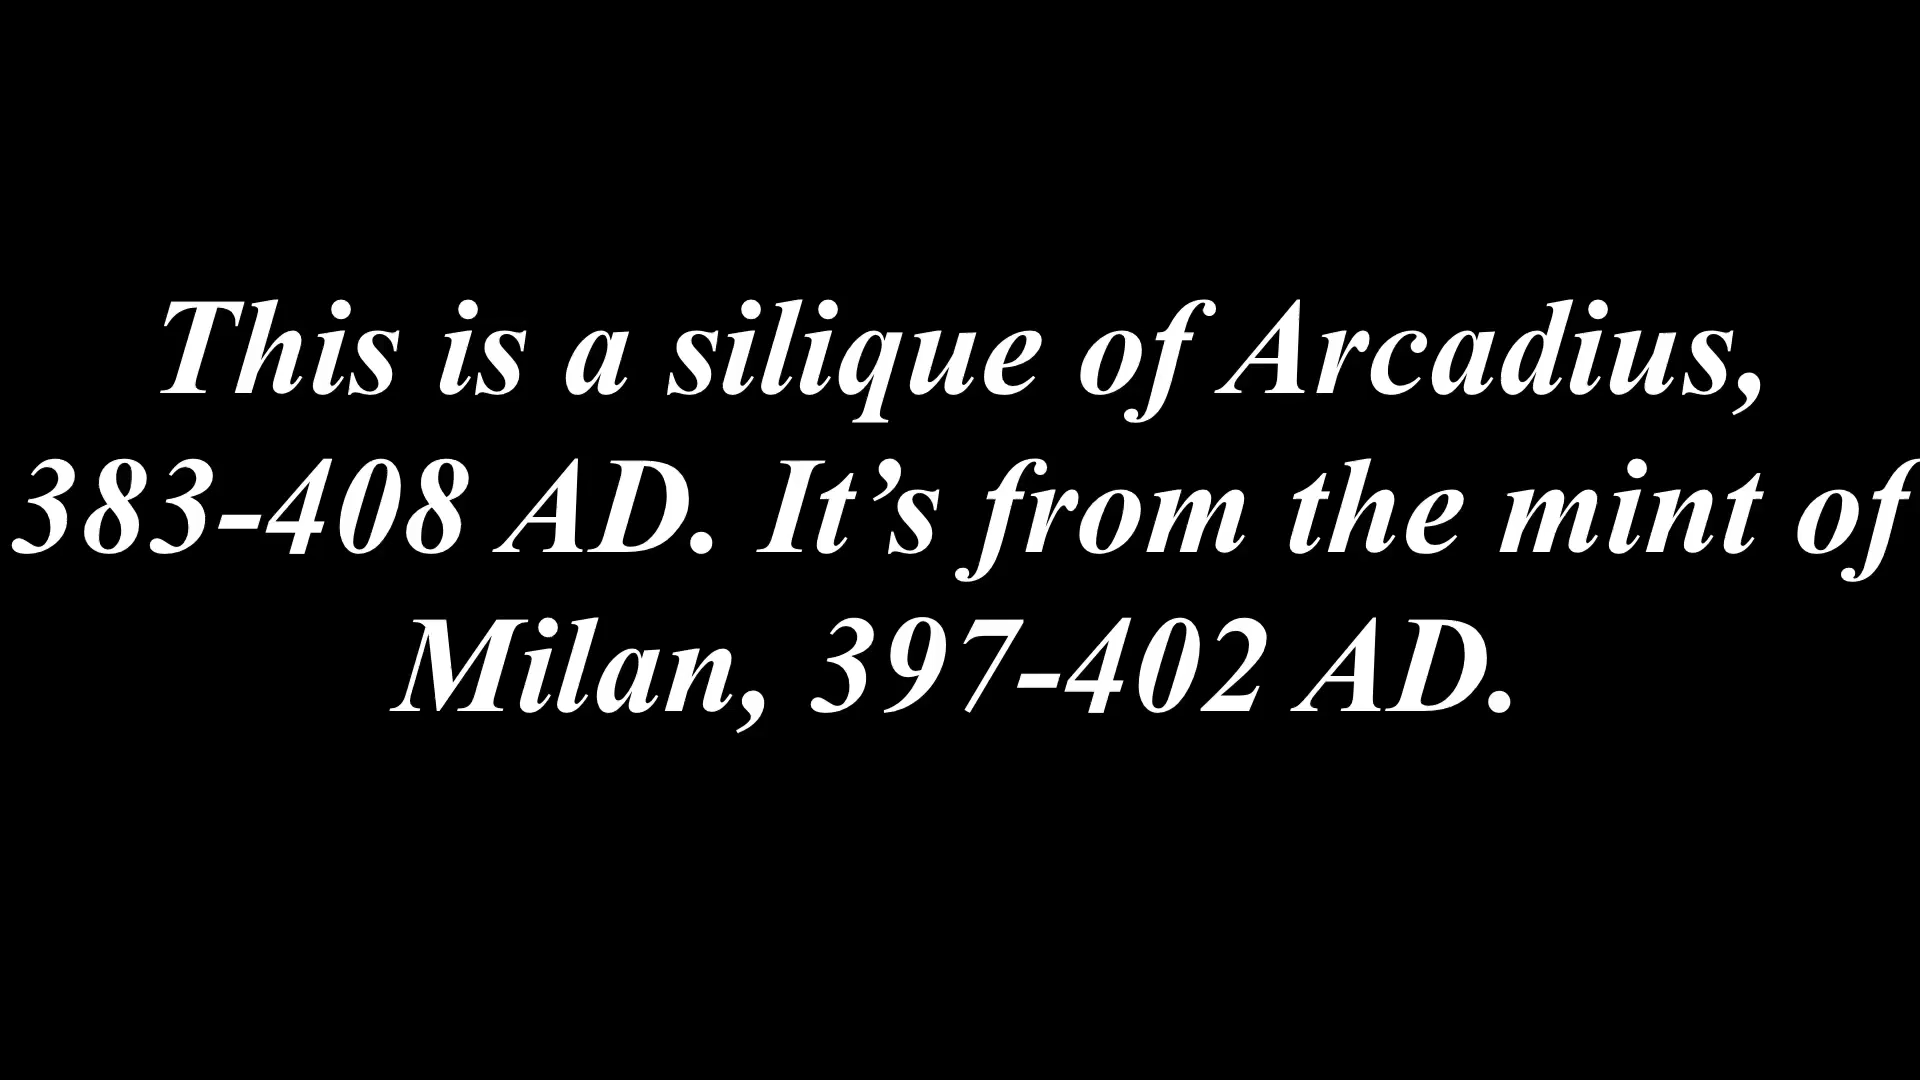 This is a silique of Arcadius,
383-408 AD. It’s from the mint of
Milan, 397-402 AD.